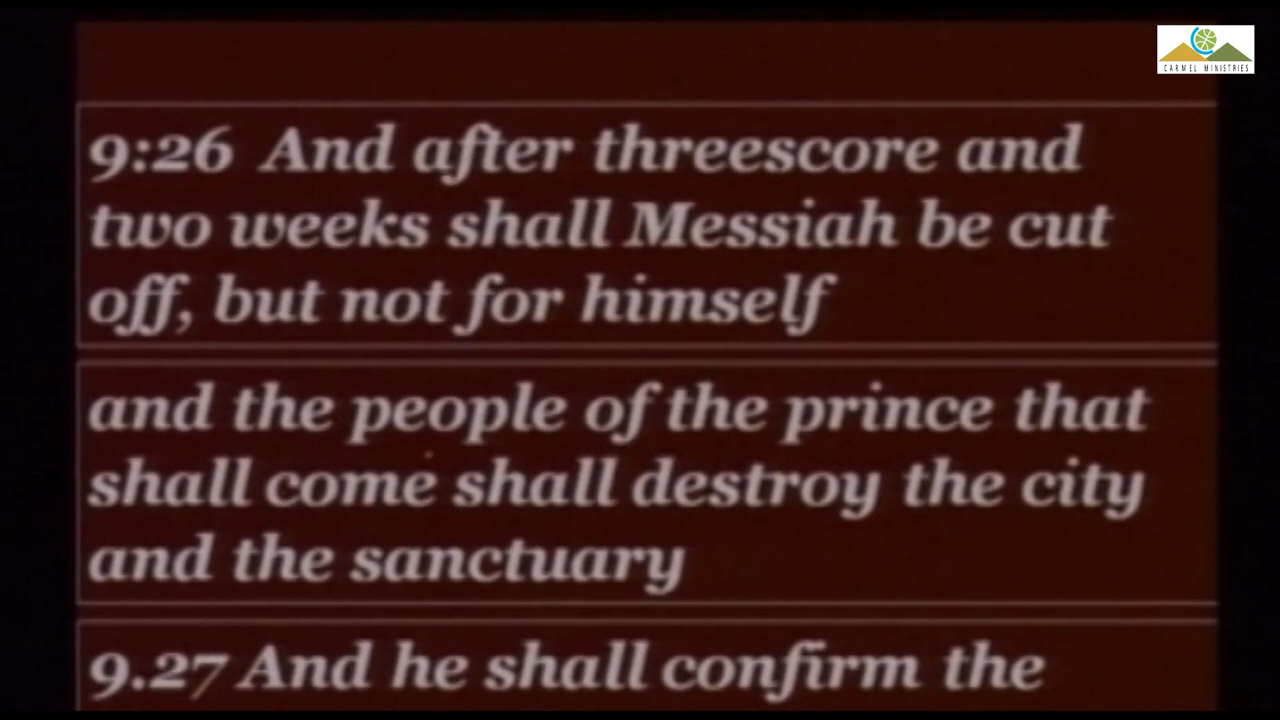 CARMEL MINISTRIES
9:26 And after threescore and
two weeks shall Messiah be cut
off, but not for himself
and the people of the prince that
shall come shall destroy the city
and the sanctuary
9.27 And he shall confirm the